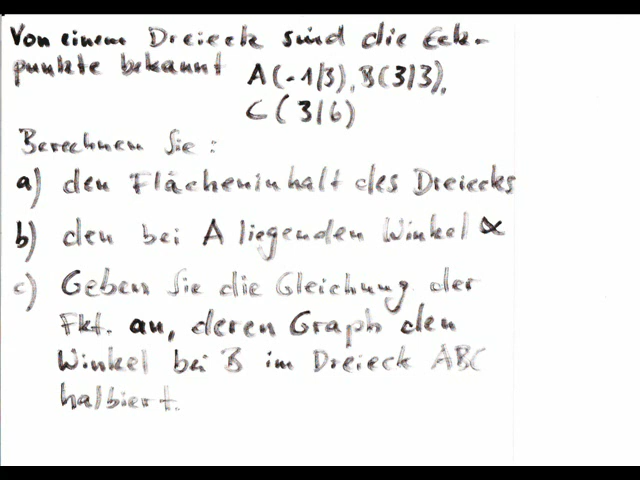 Von einem Dreieck sind die Eck-
punkte bekannt A(-1/3), B(3/3),
C(3/6)
Berechnen Sie:
a) den Flächeninhalt des Dreiecks
b) den bei A liegenden Winkel α
c) Geben Sie die Gleichung der
Fkt. an, deren Graph den
Winkel bei B im Dreieck ABC
halbiert.